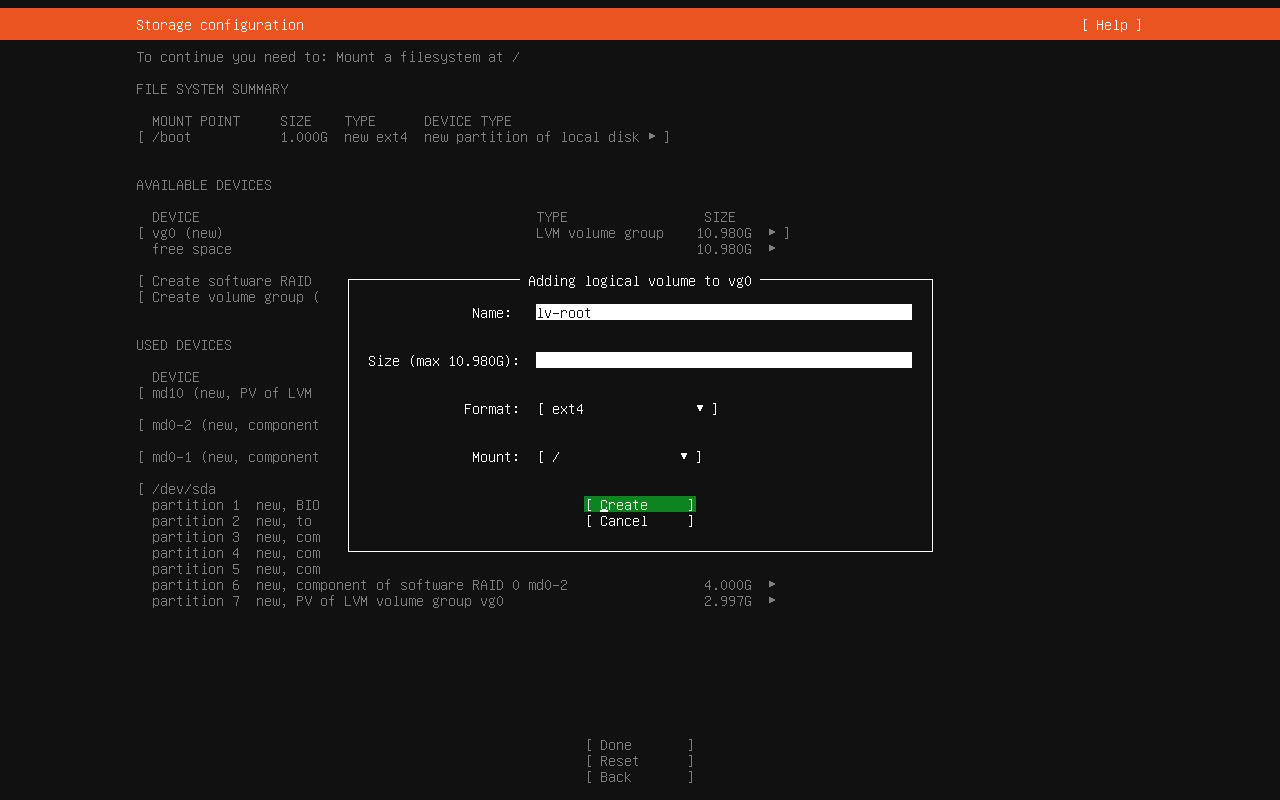 Storage configuration [ Help ]
To continue you need to: Mount a filesystem at /
FILE SYSTEM SUMMARY
MOUNT POINT SIZE TYPE DEVICE TYPE
[ /boot 1.000G new ext4 new partition of local disk ▸ ]
AVAILABLE DEVICES
DEVICE TYPE SIZE
[ vg0 (new) LVM volume group 10.980G ▸ ]
free space 10.980G ▸
[ Create software RAID
[ Create volume group (
Adding logical volume to vg0
Name: lv-root
Size (max 10.980G):
Format: [ ext4 ▾ ]
Mount: [ / ▾ ]
[ Create ]
[ Cancel ]
USED DEVICES
DEVICE
[ md10 (new, PV of LVM
[ md0-2 (new, component
[ md0-1 (new, component
[ /dev/sda
partition 1 new, BIO
partition 2 new, to
partition 3 new, com
partition 4 new, com
partition 5 new, com
partition 6 new, component of software RAID 0 md0-2 4.000G ▸
partition 7 new, PV of LVM volume group vg0 2.997G ▸
[ Done ]
[ Reset ]
[ Back ]